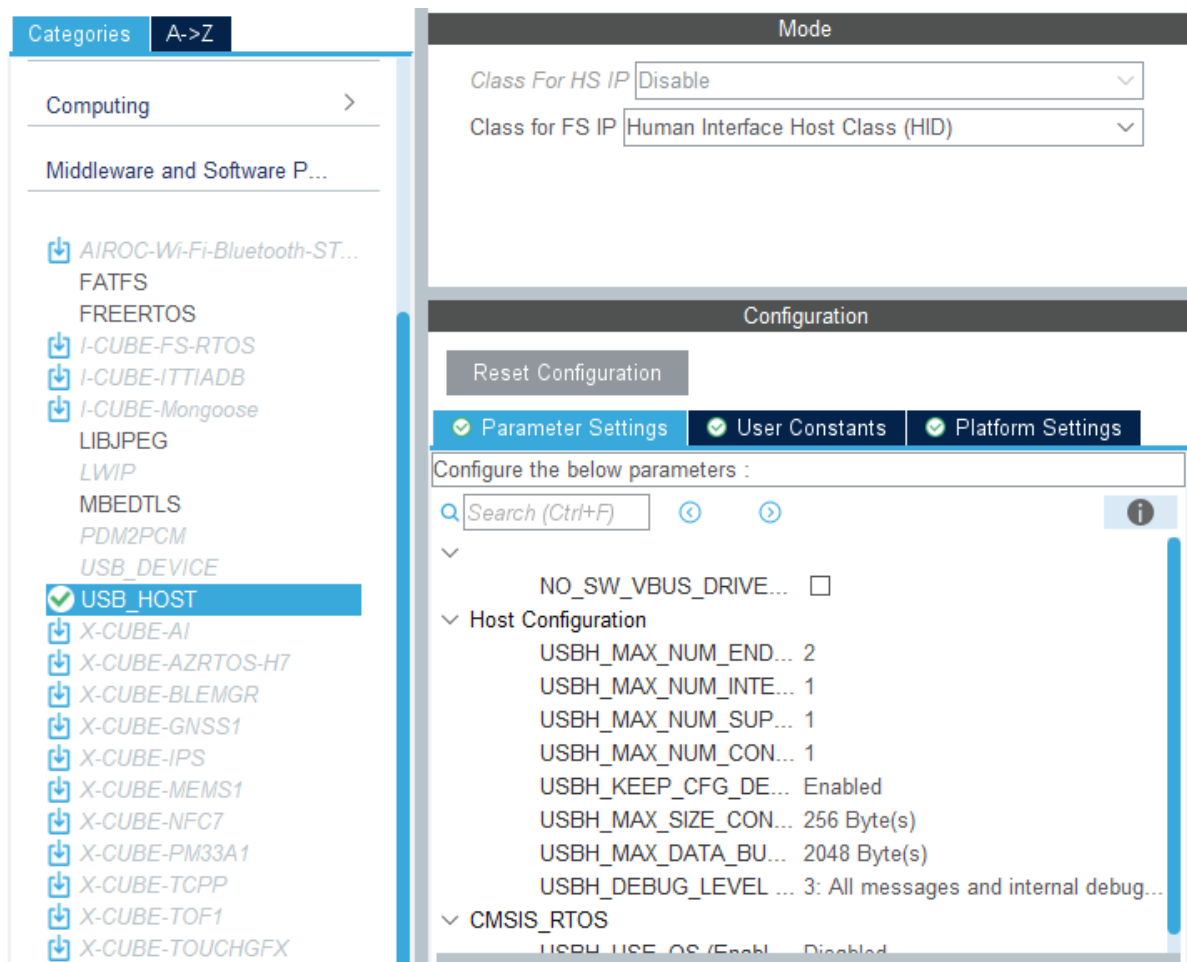 Categories
A->Z
Computing
Middleware and Software P...
AIROC-Wi-Fi-Bluetooth-ST...
FATFS
FREERTOS
I-CUBE-FS-RTOS
I-CUBE-ITTIADB
I-CUBE-Mongoose
LIBJPEG
LWIP
MBEDTLS
PDM2PCM
USB_DEVICE
USB_HOST
X-CUBE-AI
X-CUBE-AZRTOS-H7
X-CUBE-BLEMGR
X-CUBE-GNSS1
X-CUBE-IPS
X-CUBE-MEMS1
X-CUBE-NFC7
X-CUBE-PM33A1
X-CUBE-TCPP
X-CUBE-TOF1
X-CUBE-TOUCHGFX
Mode
Class For HS IP Disable
Class for FS IP Human Interface Host Class (HID)
Configuration
Reset Configuration
Parameter Settings
User Constants
Platform Settings
Configure the below parameters :
Search (Ctrl+F)
NO_SW_VBUS_DRIVE...
Host Configuration
USBH_MAX_NUM_END... 2
USBH_MAX_NUM_INTE... 1
USBH_MAX_NUM_SUP... 1
USBH_MAX_NUM_CON... 1
USBH_KEEP_CFG_DE... Enabled
USBH_MAX_SIZE_CON... 256 Byte(s)
USBH_MAX_DATA_BU... 2048 Byte(s)
USBH_DEBUG_LEVEL ... 3: All messages and internal debug...
CMSIS_RTOS
USBH_USE_OS (Enabl... Disabled